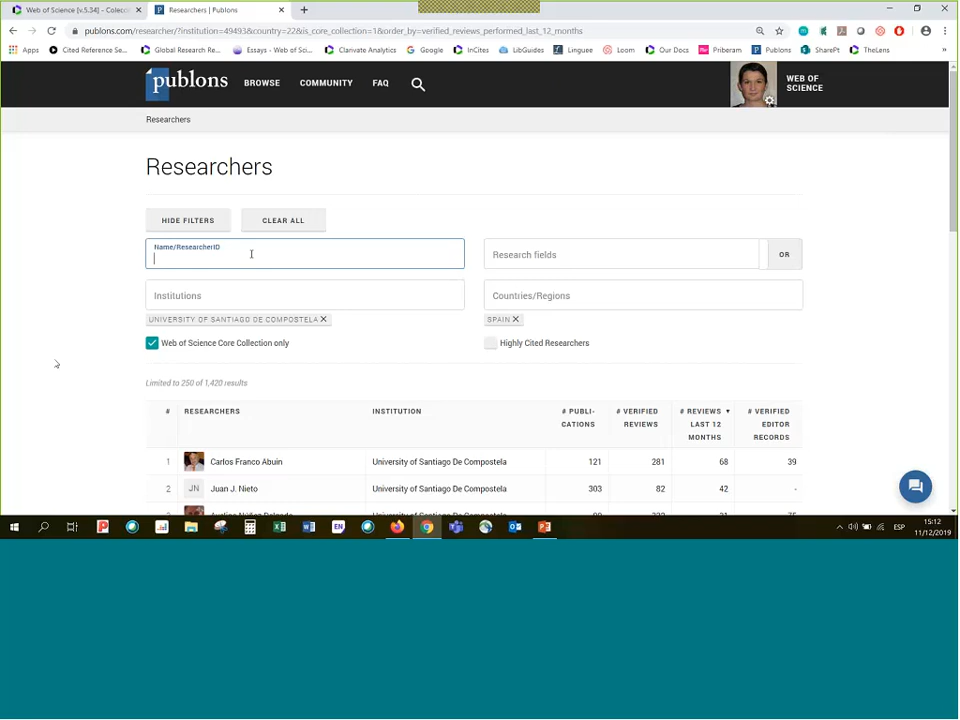 Web of Science [v.5.34] - Colecc
Researchers | Publons
publons.com/researcher/?institution=49493&country=22&is_core_collection=1&order_by=verified_reviews_performed_last_12_months
Apps
Cited Reference Se...
Global Research Re...
Essays - Web of Sci...
Clarivate Analytics
Google
InCites
LibGuides
Linguee
Loom
Our Docs
Priberam
Publons
SharePt
TheLens
»
publons
BROWSE
COMMUNITY
FAQ
WEB OF
SCIENCE
Researchers
Researchers
HIDE FILTERS
CLEAR ALL
Name/ResearcherID
Research fields
OR
Institutions
Countries/Regions
UNIVERSITY OF SANTIAGO DE COMPOSTELA
SPAIN
Web of Science Core Collection only
Highly Cited Researchers
Limited to 250 of 1,420 results
# RESEARCHERS INSTITUTION # PUBLI- # VERIFIED # REVIEWS # VERIFIED
CATIONS REVIEWS LAST 12 EDITOR
MONTHS RECORDS
1 Carlos Franco Abuin University of Santiago De Compostela 121 281 68 39
2 JN Juan J. Nieto University of Santiago De Compostela 303 82 42 -
EN
ESP
15:12
11/12/2019